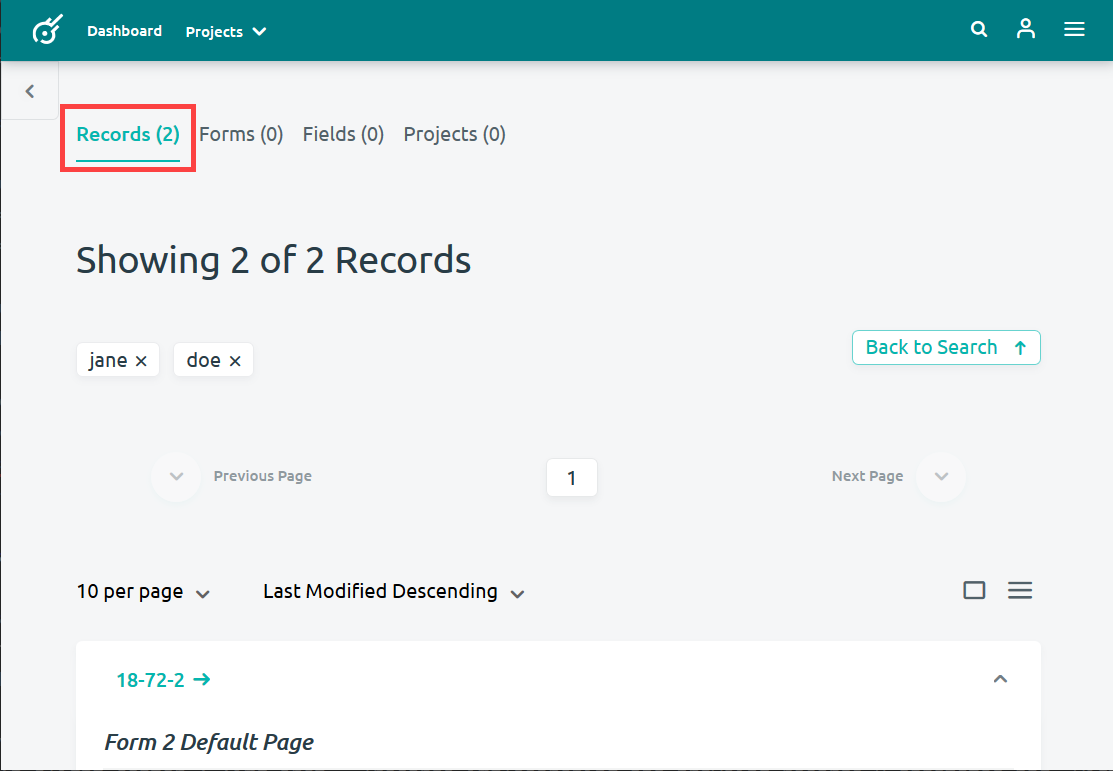 Dashboard Projects
Records (2) Forms (0) Fields (0) Projects (0)
Showing 2 of 2 Records
jane × doe ×
Back to Search ↑
Previous Page 1 Next Page
10 per page Last Modified Descending
18-72-2 →
Form 2 Default Page